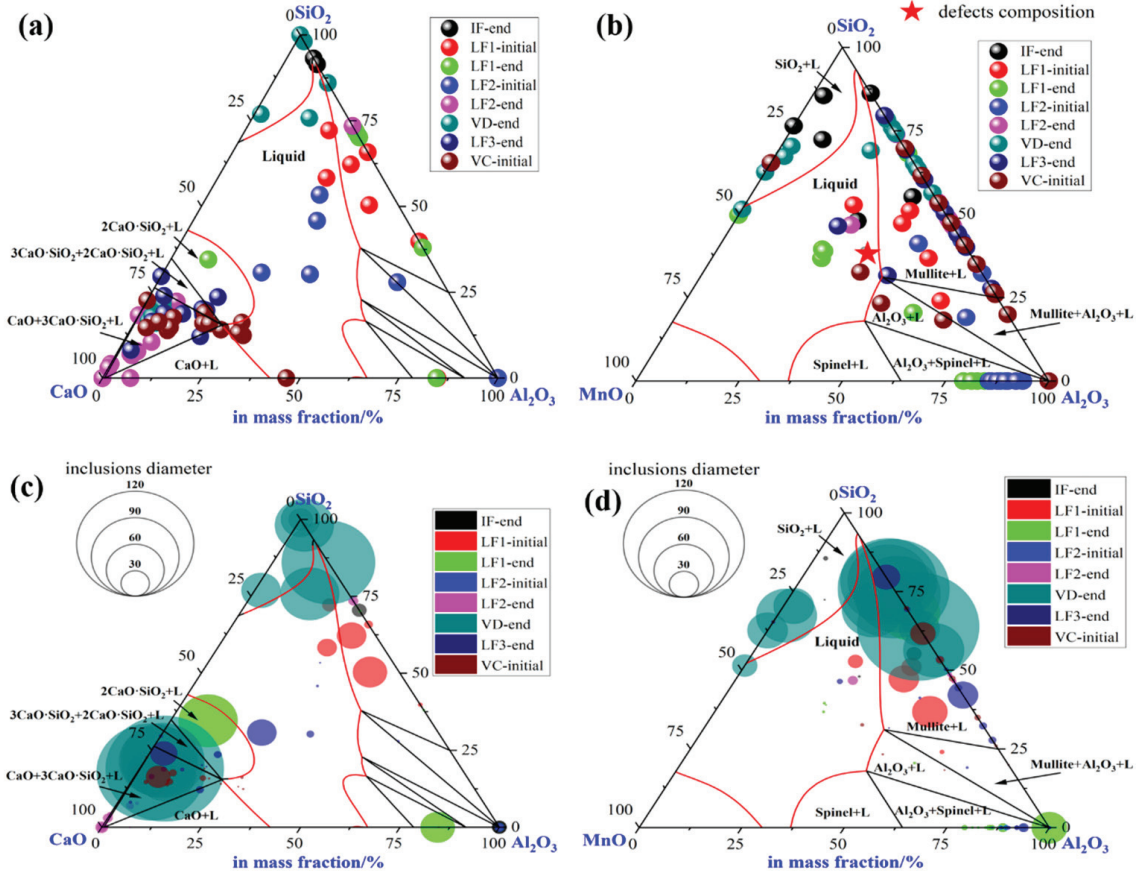 (a)
0
SiO₂
100
IF-end
LF1-initial
LF1-end
LF2-initial
LF2-end
VD-end
LF3-end
VC-initial
25
75
Liquid
50
50
2CaO·SiO₂+L
3CaO·SiO₂+2CaO·SiO₂+L
75
25
CaO+3CaO·SiO₂+L
CaO+L
100
0
CaO
0
25
50
75
100
Al₂O₃
in mass fraction/%
(b)
defects composition
0
SiO₂
100
SiO₂+L
IF-end
LF1-initial
LF1-end
LF2-initial
LF2-end
VD-end
LF3-end
VC-initial
25
75
Liquid
50
50
Mullite+L
75
25
Al₂O₃+L
Mullite+Al₂O₃+L
Spinel+L
Al₂O₃+Spinel+L
100
0
MnO
0
25
50
75
100
Al₂O₃
in mass fraction/%
(c)
inclusions diameter
120
90
60
30
0
SiO₂
100
IF-end
LF1-initial
LF1-end
LF2-initial
LF2-end
VD-end
LF3-end
VC-initial
25
75
Liquid
50
50
2CaO·SiO₂+L
3CaO·SiO₂+2CaO·SiO₂+L
75
25
CaO+3CaO·SiO₂+L
CaO+L
100
0
CaO
0
25
50
75
100
Al₂O₃
in mass fraction/%
(d)
inclusions diameter
120
90
60
30
0
SiO₂
100
SiO₂+L
IF-end
LF1-initial
LF1-end
LF2-initial
LF2-end
VD-end
LF3-end
VC-initial
25
75
Liquid
50
50
Mullite+L
75
25
Al₂O₃+L
Mullite+Al₂O₃+L
Spinel+L
Al₂O₃+Spinel+L
100
0
MnO
0
25
50
75
100
Al₂O₃
in mass fraction/%